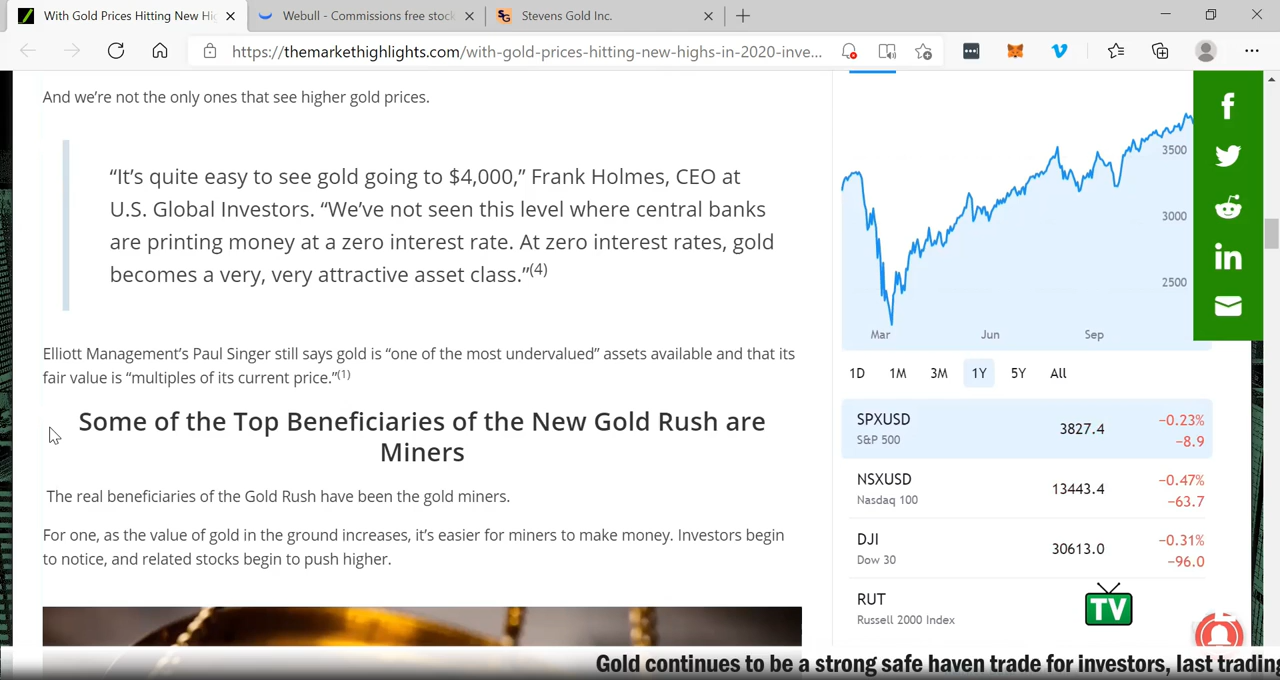 With Gold Prices Hitting New Hi
Webull - Commissions free stoc
SG
Stevens Gold Inc.
https://themarkethighlights.com/with-gold-prices-hitting-new-highs-in-2020-inve...
And we're not the only ones that see higher gold prices.
“It's quite easy to see gold going to $4,000,” Frank Holmes, CEO at
U.S. Global Investors. “We've not seen this level where central banks
are printing money at a zero interest rate. At zero interest rates, gold
becomes a very, very attractive asset class.”(4)
Elliott Management's Paul Singer still says gold is “one of the most undervalued” assets available and that its
fair value is “multiples of its current price.”(1)
Some of the Top Beneficiaries of the New Gold Rush are
Miners
The real beneficiaries of the Gold Rush have been the gold miners.
For one, as the value of gold in the ground increases, it's easier for miners to make money. Investors begin
to notice, and related stocks begin to push higher.
3500
3000
2500
Mar Jun Sep
1D 1M 3M 1Y 5Y All
SPXUSD 3827.4 −0.23%
S&P 500 −8.9
NSXUSD 13443.4 −0.47%
Nasdaq 100 −63.7
DJI 30613.0 −0.31%
Dow 30 −96.0
RUT
Russell 2000 Index
TV
f
in
Gold continues to be a strong safe haven trade for investors, last trading